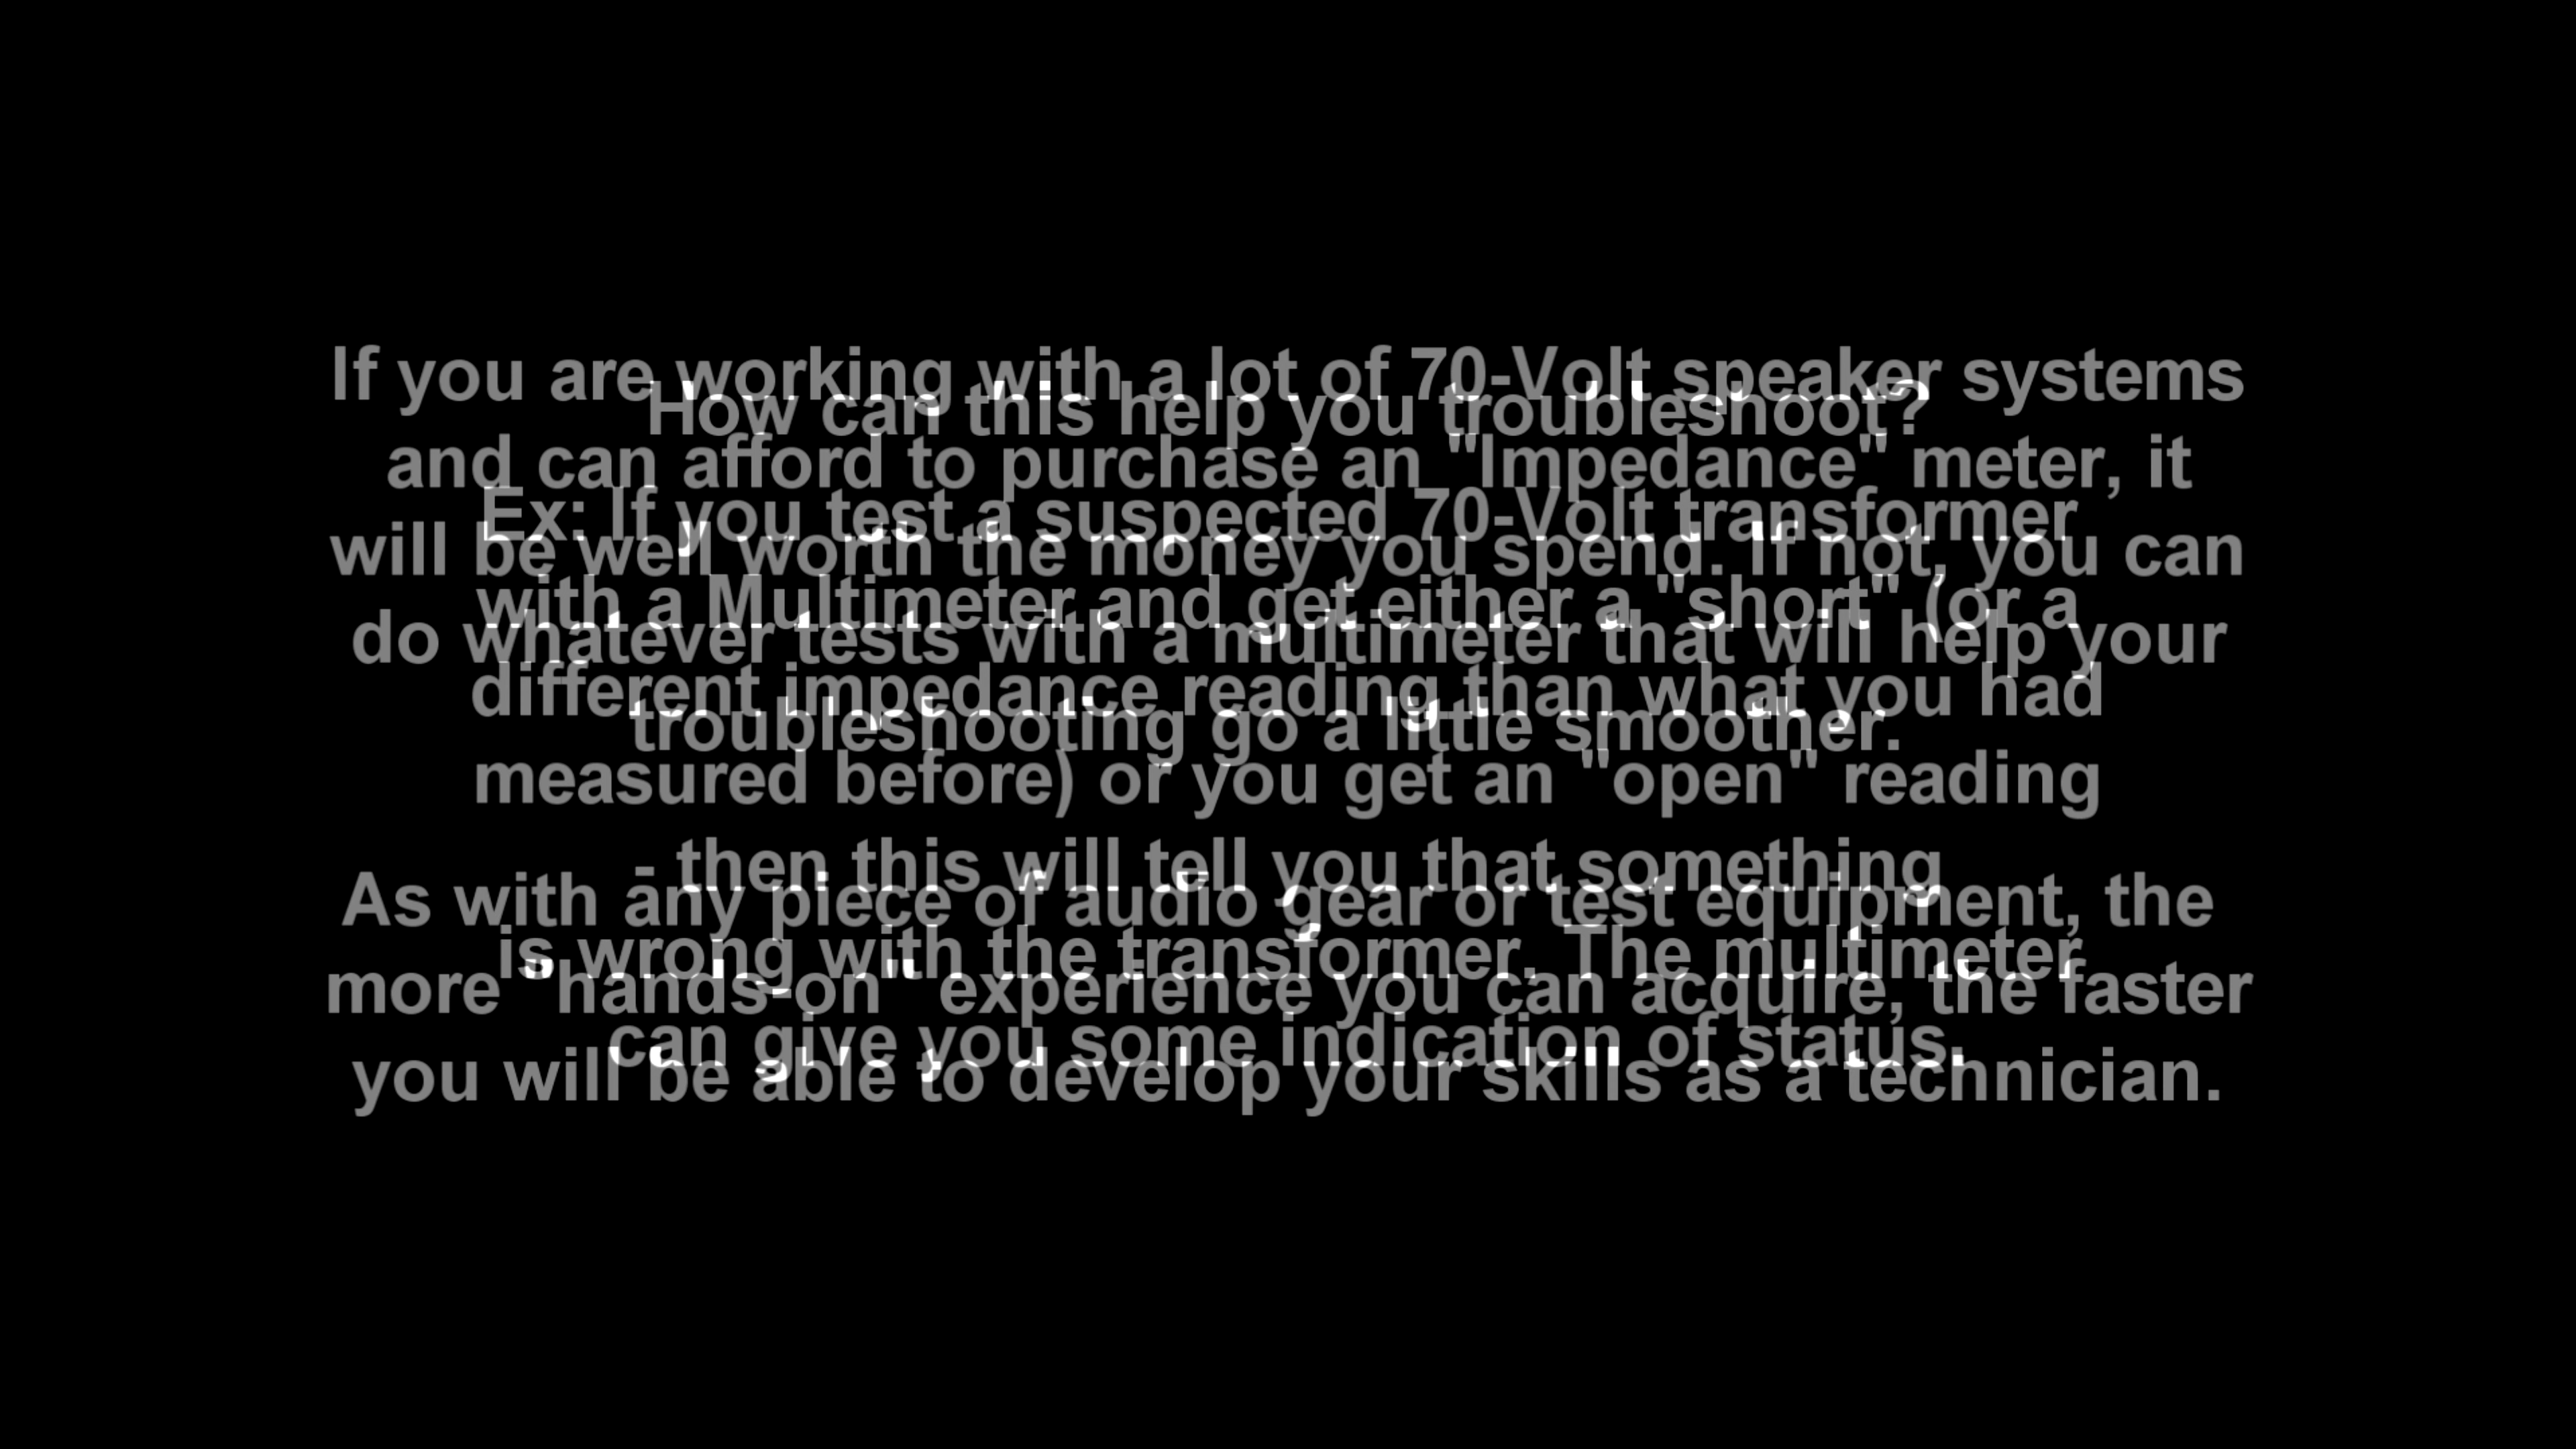 If you are working with a lot of 70-Volt speaker systems
and can afford to purchase an "Impedance" meter, it
will be well worth the money you spend. If not, you can
do whatever tests with a multimeter that will help your
troubleshooting go a little smoother.
As with any piece of audio gear or test equipment, the
more "hands-on" experience you can acquire, the faster
you will be able to develop your skills as a technician.
How can this help you troubleshoot?
Ex: If you test a suspected 70-Volt transformer
with a Multimeter and get either a "short" (or a
different impedance reading than what you had
measured before) or you get an "open" reading
- then this will tell you that something
is wrong with the transformer. The multimeter
can give you some indication of status.